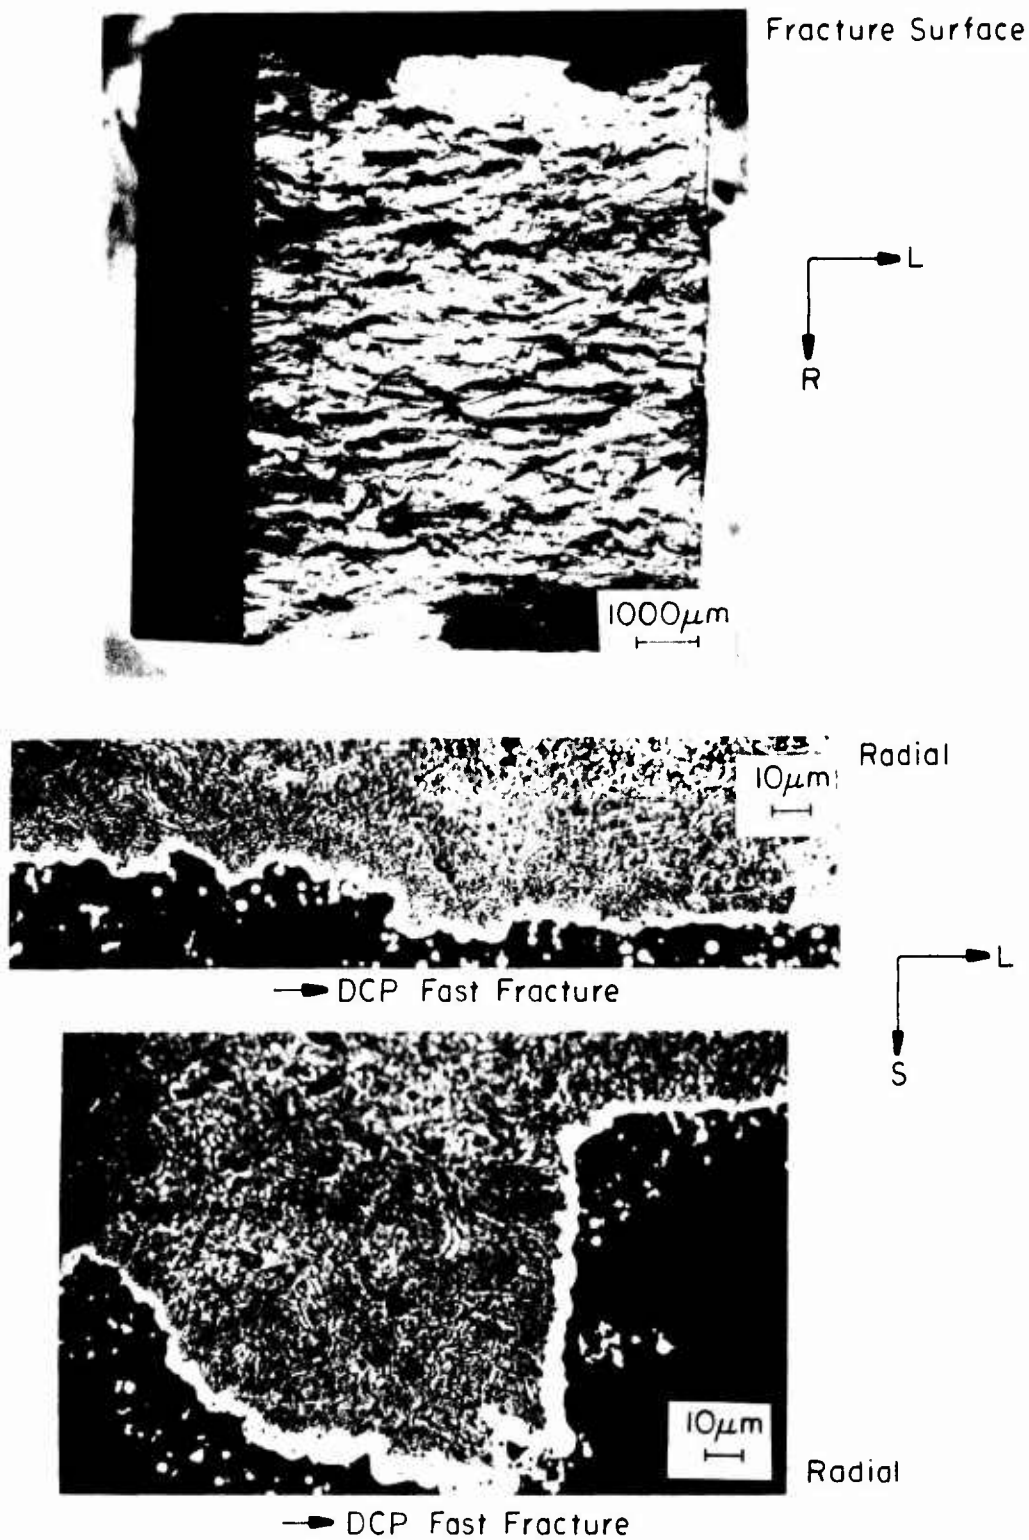 Fracture Surface
L
R
1000μm
Radial
10μm
L
S
DCP Fast Fracture
10μm
Radial
DCP Fast Fracture